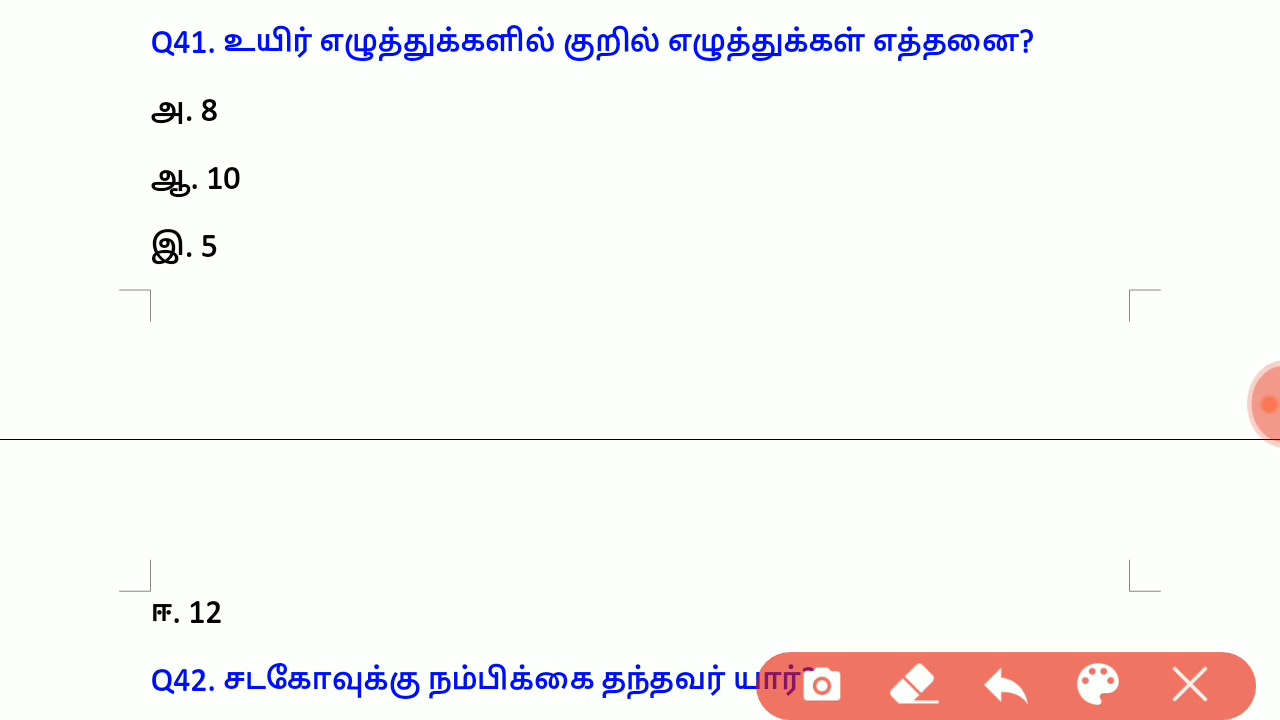 Q41. உயிர் எழுத்துக்களில் குறில் எழுத்துக்கள் எத்தனை?
அ. 8
ஆ. 10
இ. 5
ஈ. 12
Q42. சடகோவுக்கு நம்பிக்கை தந்தவர் யார்?